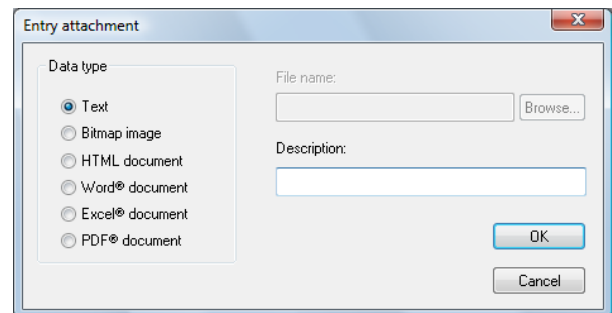 Entry attachment
Data type
Text
Bitmap image
HTML document
Word® document
Excel® document
PDF® document
File name:
Browse...
Description:
OK
Cancel